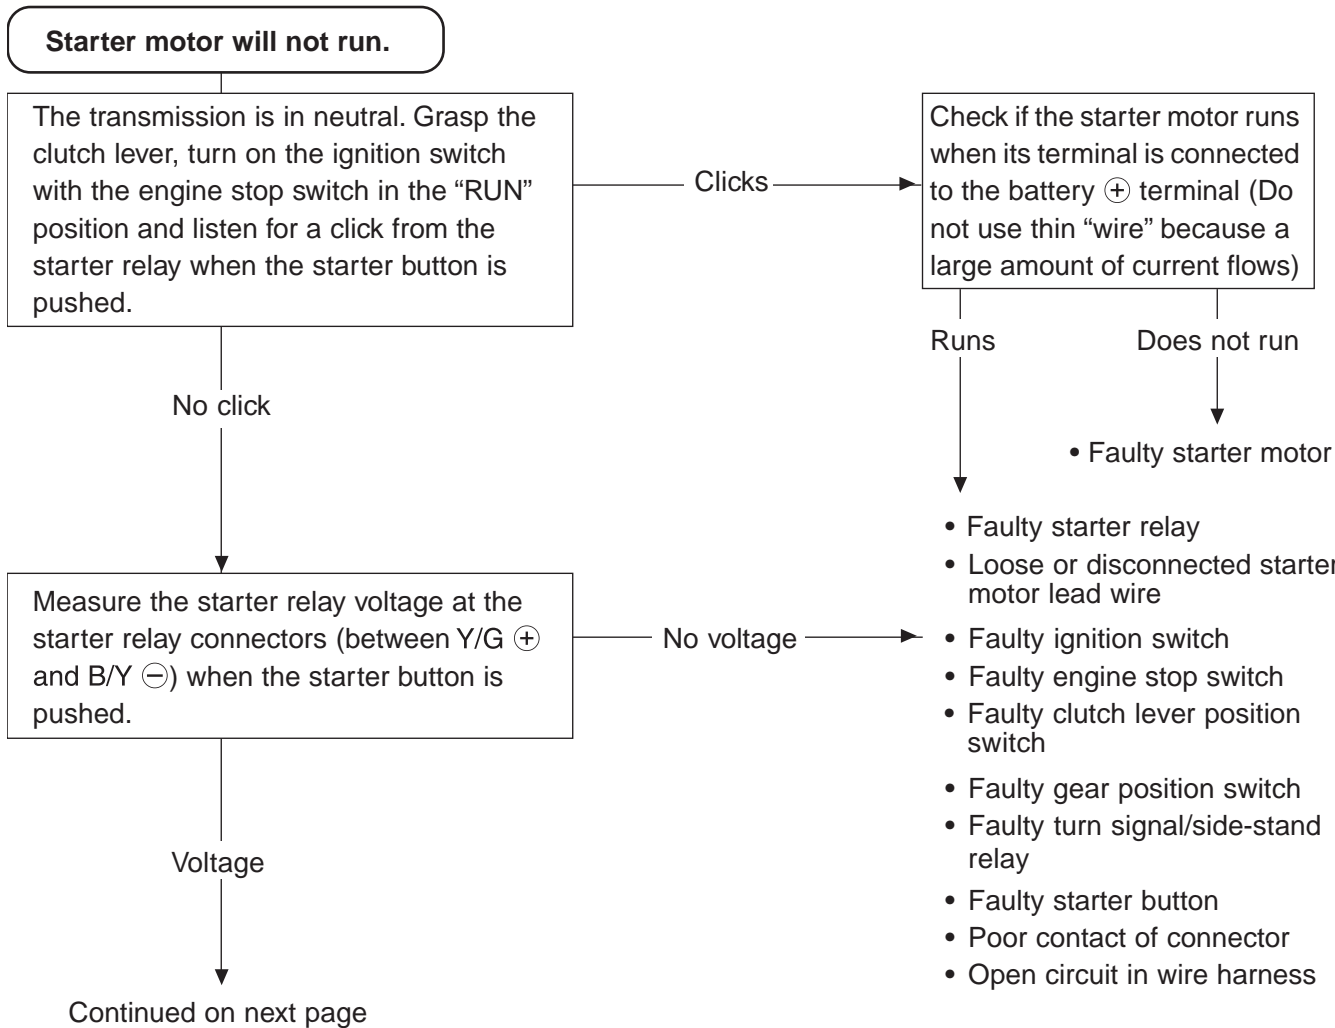 Starter motor will not run.
The transmission is in neutral. Grasp the
clutch lever, turn on the ignition switch
with the engine stop switch in the “RUN”
position and listen for a click from the
starter relay when the starter button is
pushed.
Clicks
Check if the starter motor runs
when its terminal is connected
to the battery ⊕ terminal (Do
not use thin “wire” because a
large amount of current flows)
Runs
Does not run
• Faulty starter motor
• Faulty starter relay
• Loose or disconnected starter
motor lead wire
No click
Measure the starter relay voltage at the
starter relay connectors (between Y/G ⊕
and B/Y ⊖) when the starter button is
pushed.
No voltage
• Faulty ignition switch
• Faulty engine stop switch
• Faulty clutch lever position
switch
• Faulty gear position switch
• Faulty turn signal/side-stand
relay
• Faulty starter button
• Poor contact of connector
• Open circuit in wire harness
Voltage
Continued on next page